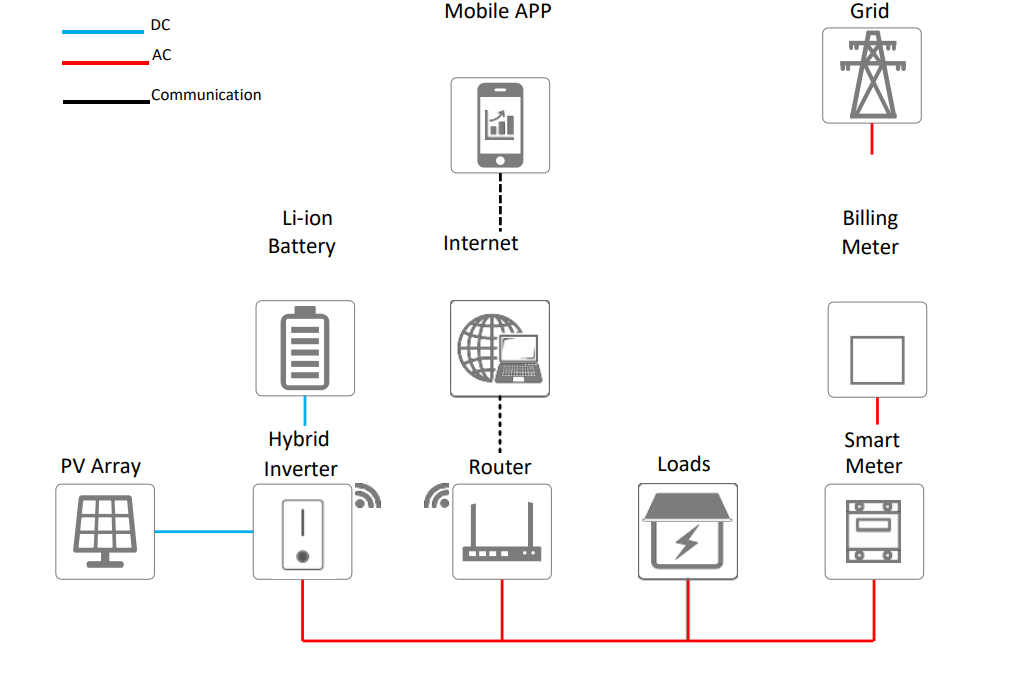 Mobile APP
Grid
DC
AC
Communication
Li-ion
Battery
Internet
Billing
Meter
Hybrid
Inverter
PV Array
Router
Loads
Smart
Meter